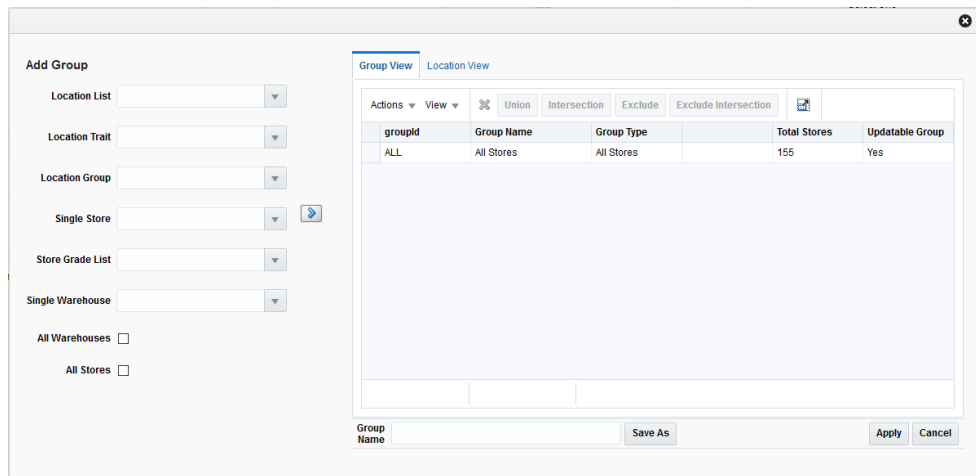 Add Group
Location List
Location Trait
Location Group
Single Store
Store Grade List
Single Warehouse
All Warehouses
All Stores
Group View Location View
Actions View Union Intersection Exclude Exclude Intersection
groupId Group Name Group Type Total Stores Updatable Group
ALL All Stores All Stores 155 Yes
Group Name Save As Apply Cancel